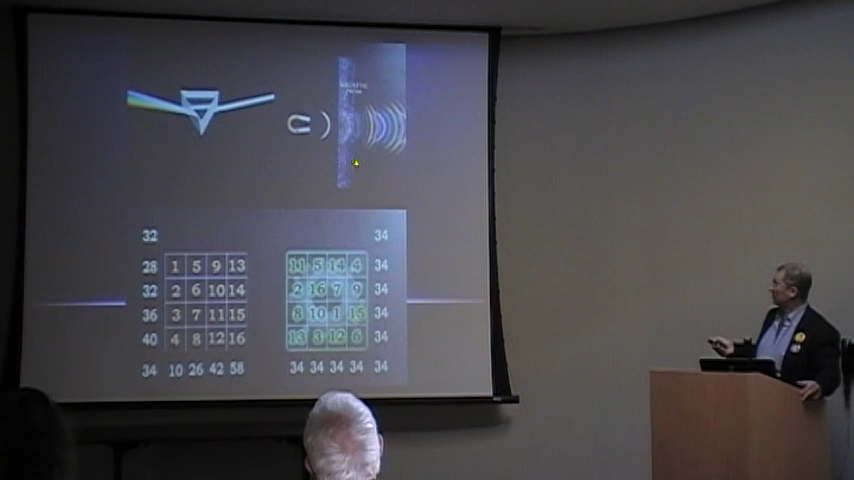 MAGNETIC
32 34
28 1 5 9 13 11 5 14 4 34
32 2 6 10 14 2 16 7 9 34
36 3 7 11 15 8 10 1 15 34
40 4 8 12 16 13 3 12 6 34
34 10 26 42 58 34 34 34 34 34